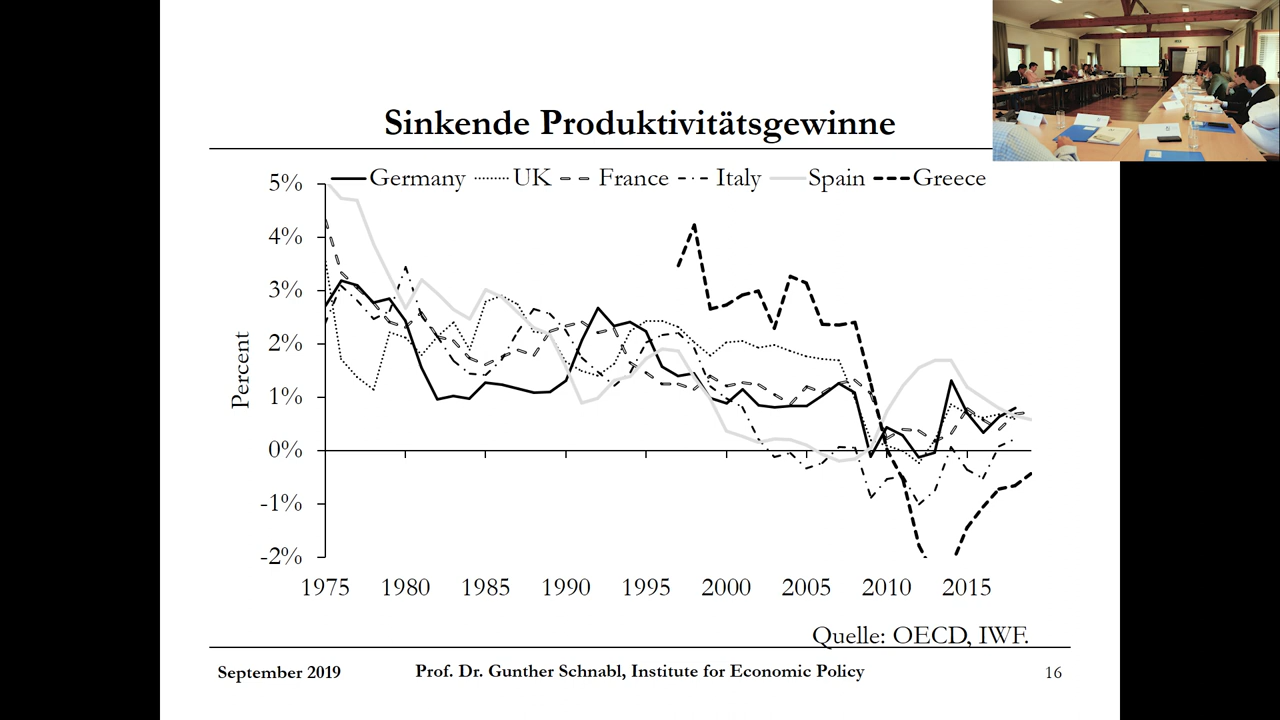 Sinkende Produktivitätsgewinne
Germany UK France Italy Spain Greece
5%
4%
3%
2%
1%
0%
-1%
-2%
Percent
1975 1980 1985 1990 1995 2000 2005 2010 2015
Quelle: OECD, IWF.
September 2019 Prof. Dr. Gunther Schnabl, Institute for Economic Policy 16